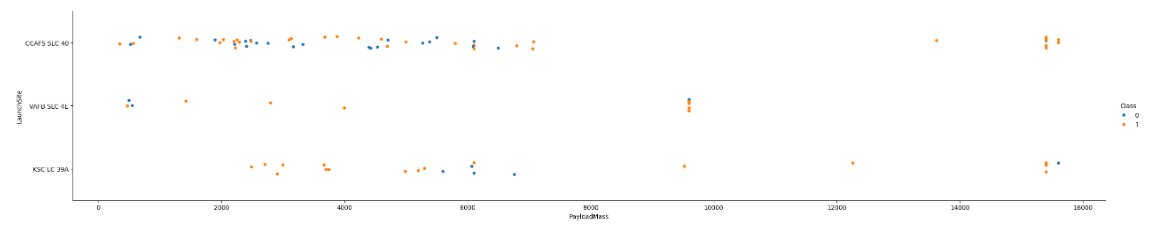 CCAFS SLC 40
VAFB SLC 4E
KSC LC 39A
LaunchSite
0
2000
4000
6000
8000
10000
12000
14000
16000
PayloadMass
Class
0
1